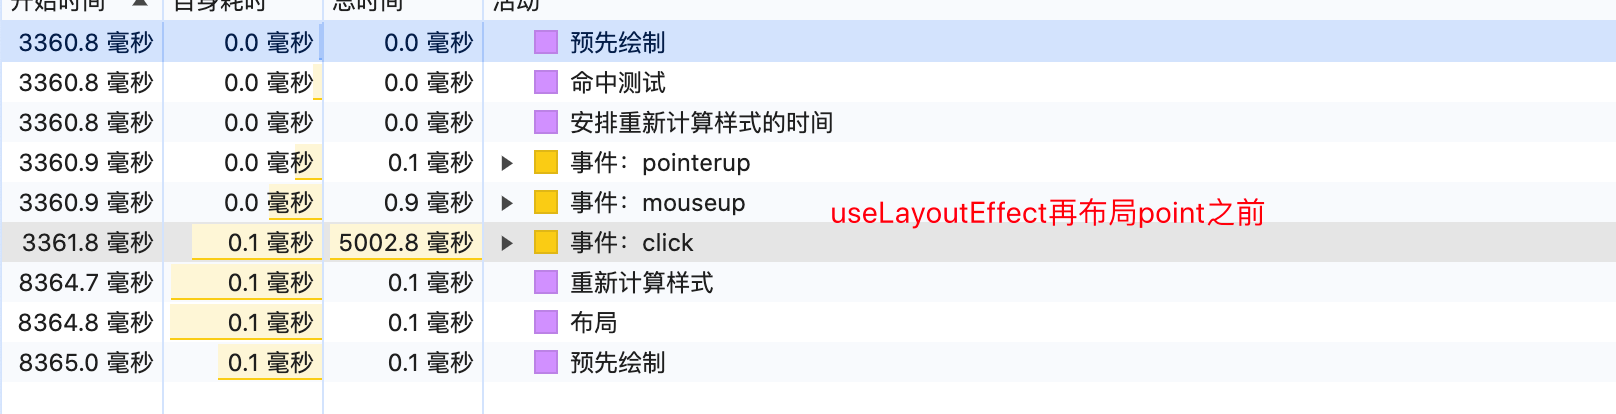 开始时间 自身耗时 总时间 活动
3360.8 毫秒 0.0 毫秒 0.0 毫秒 预先绘制
3360.8 毫秒 0.0 毫秒 0.0 毫秒 命中测试
3360.8 毫秒 0.0 毫秒 0.0 毫秒 安排重新计算样式的时间
3360.9 毫秒 0.0 毫秒 0.1 毫秒 事件：pointerup
3360.9 毫秒 0.0 毫秒 0.9 毫秒 事件：mouseup
useLayoutEffect再布局point之前
3361.8 毫秒 0.1 毫秒 5002.8 毫秒 事件：click
8364.7 毫秒 0.1 毫秒 0.1 毫秒 重新计算样式
8364.8 毫秒 0.1 毫秒 0.1 毫秒 布局
8365.0 毫秒 0.1 毫秒 0.1 毫秒 预先绘制